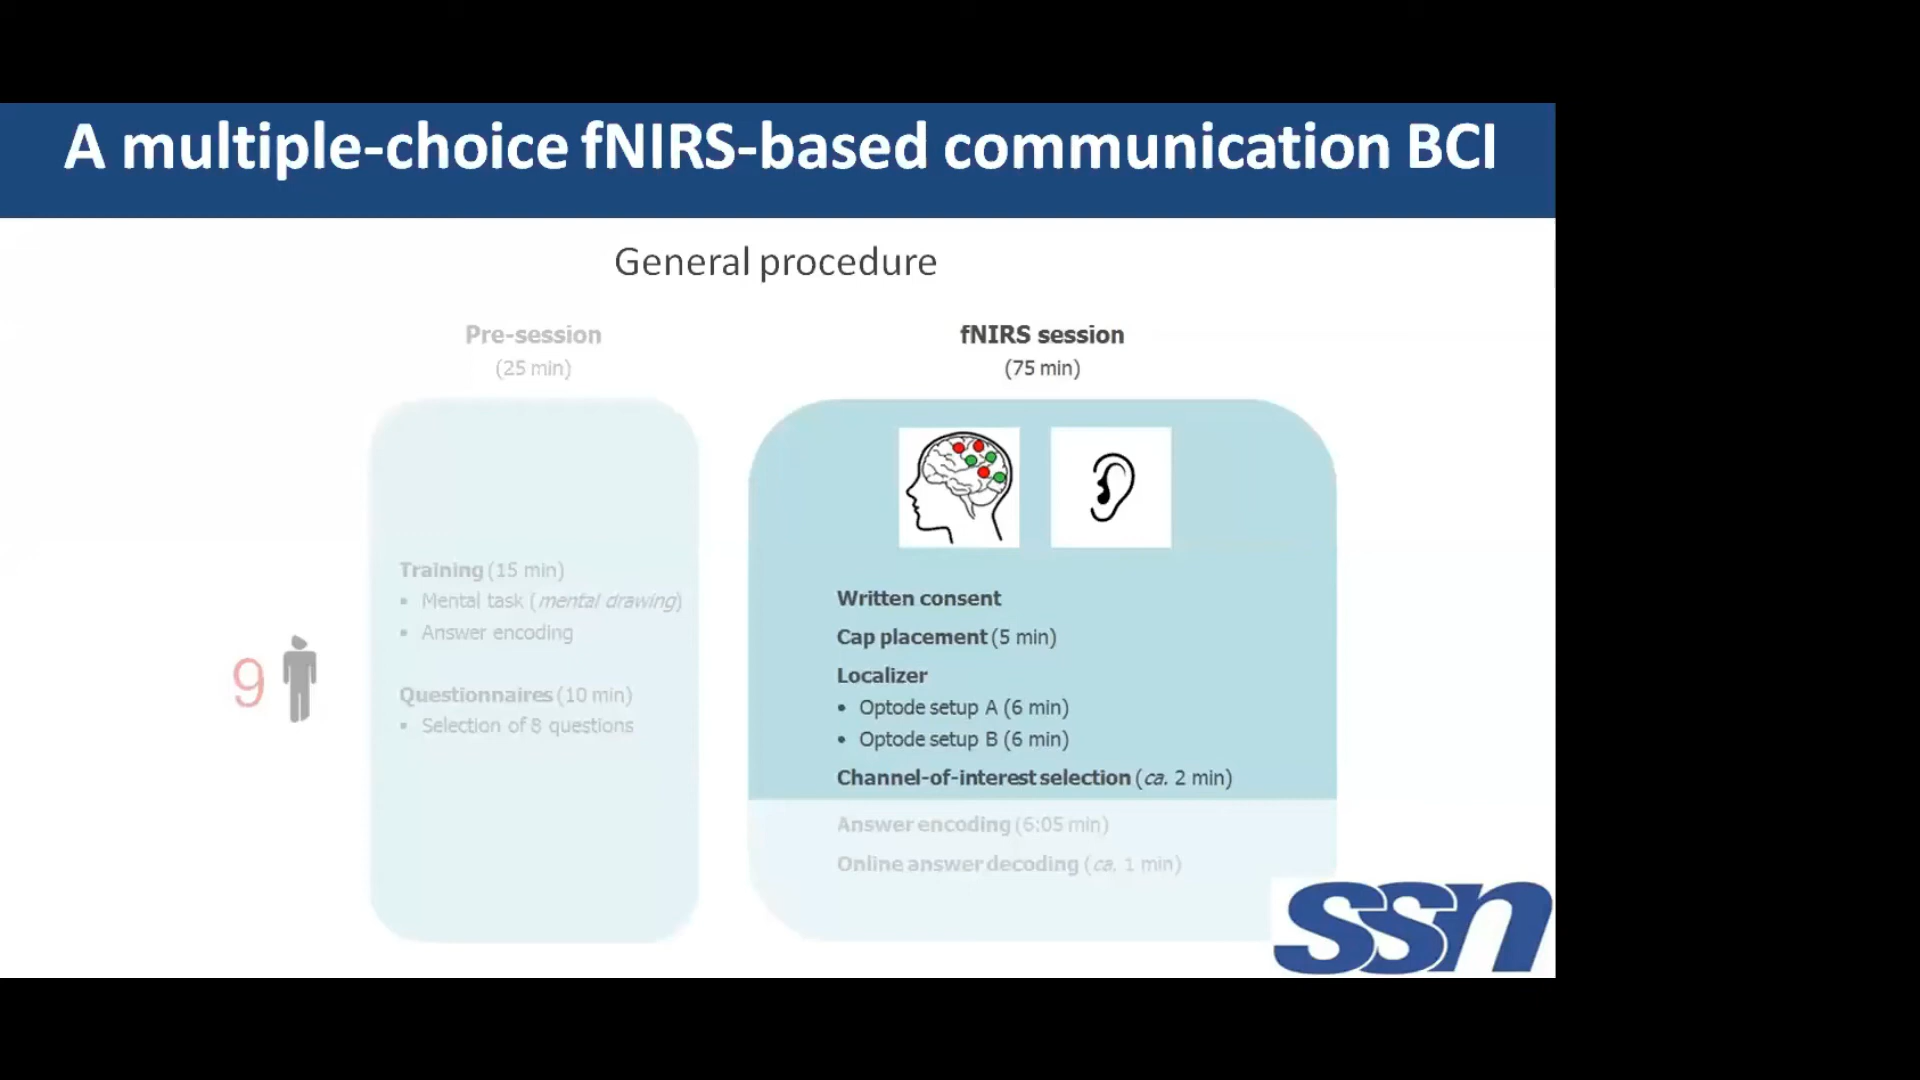 A multiple-choice fNIRS-based communication BCI
General procedure
Pre-session
(25 min)
Training (15 min)
• Mental task (mental drawing)
• Answer encoding
Questionnaires (10 min)
• Selection of 8 questions
9
fNIRS session
(75 min)
Written consent
Cap placement (5 min)
Localizer
• Optode setup A (6 min)
• Optode setup B (6 min)
Channel-of-interest selection (ca. 2 min)
Answer encoding (6:05 min)
Online answer decoding (ca. 1 min)
ssn